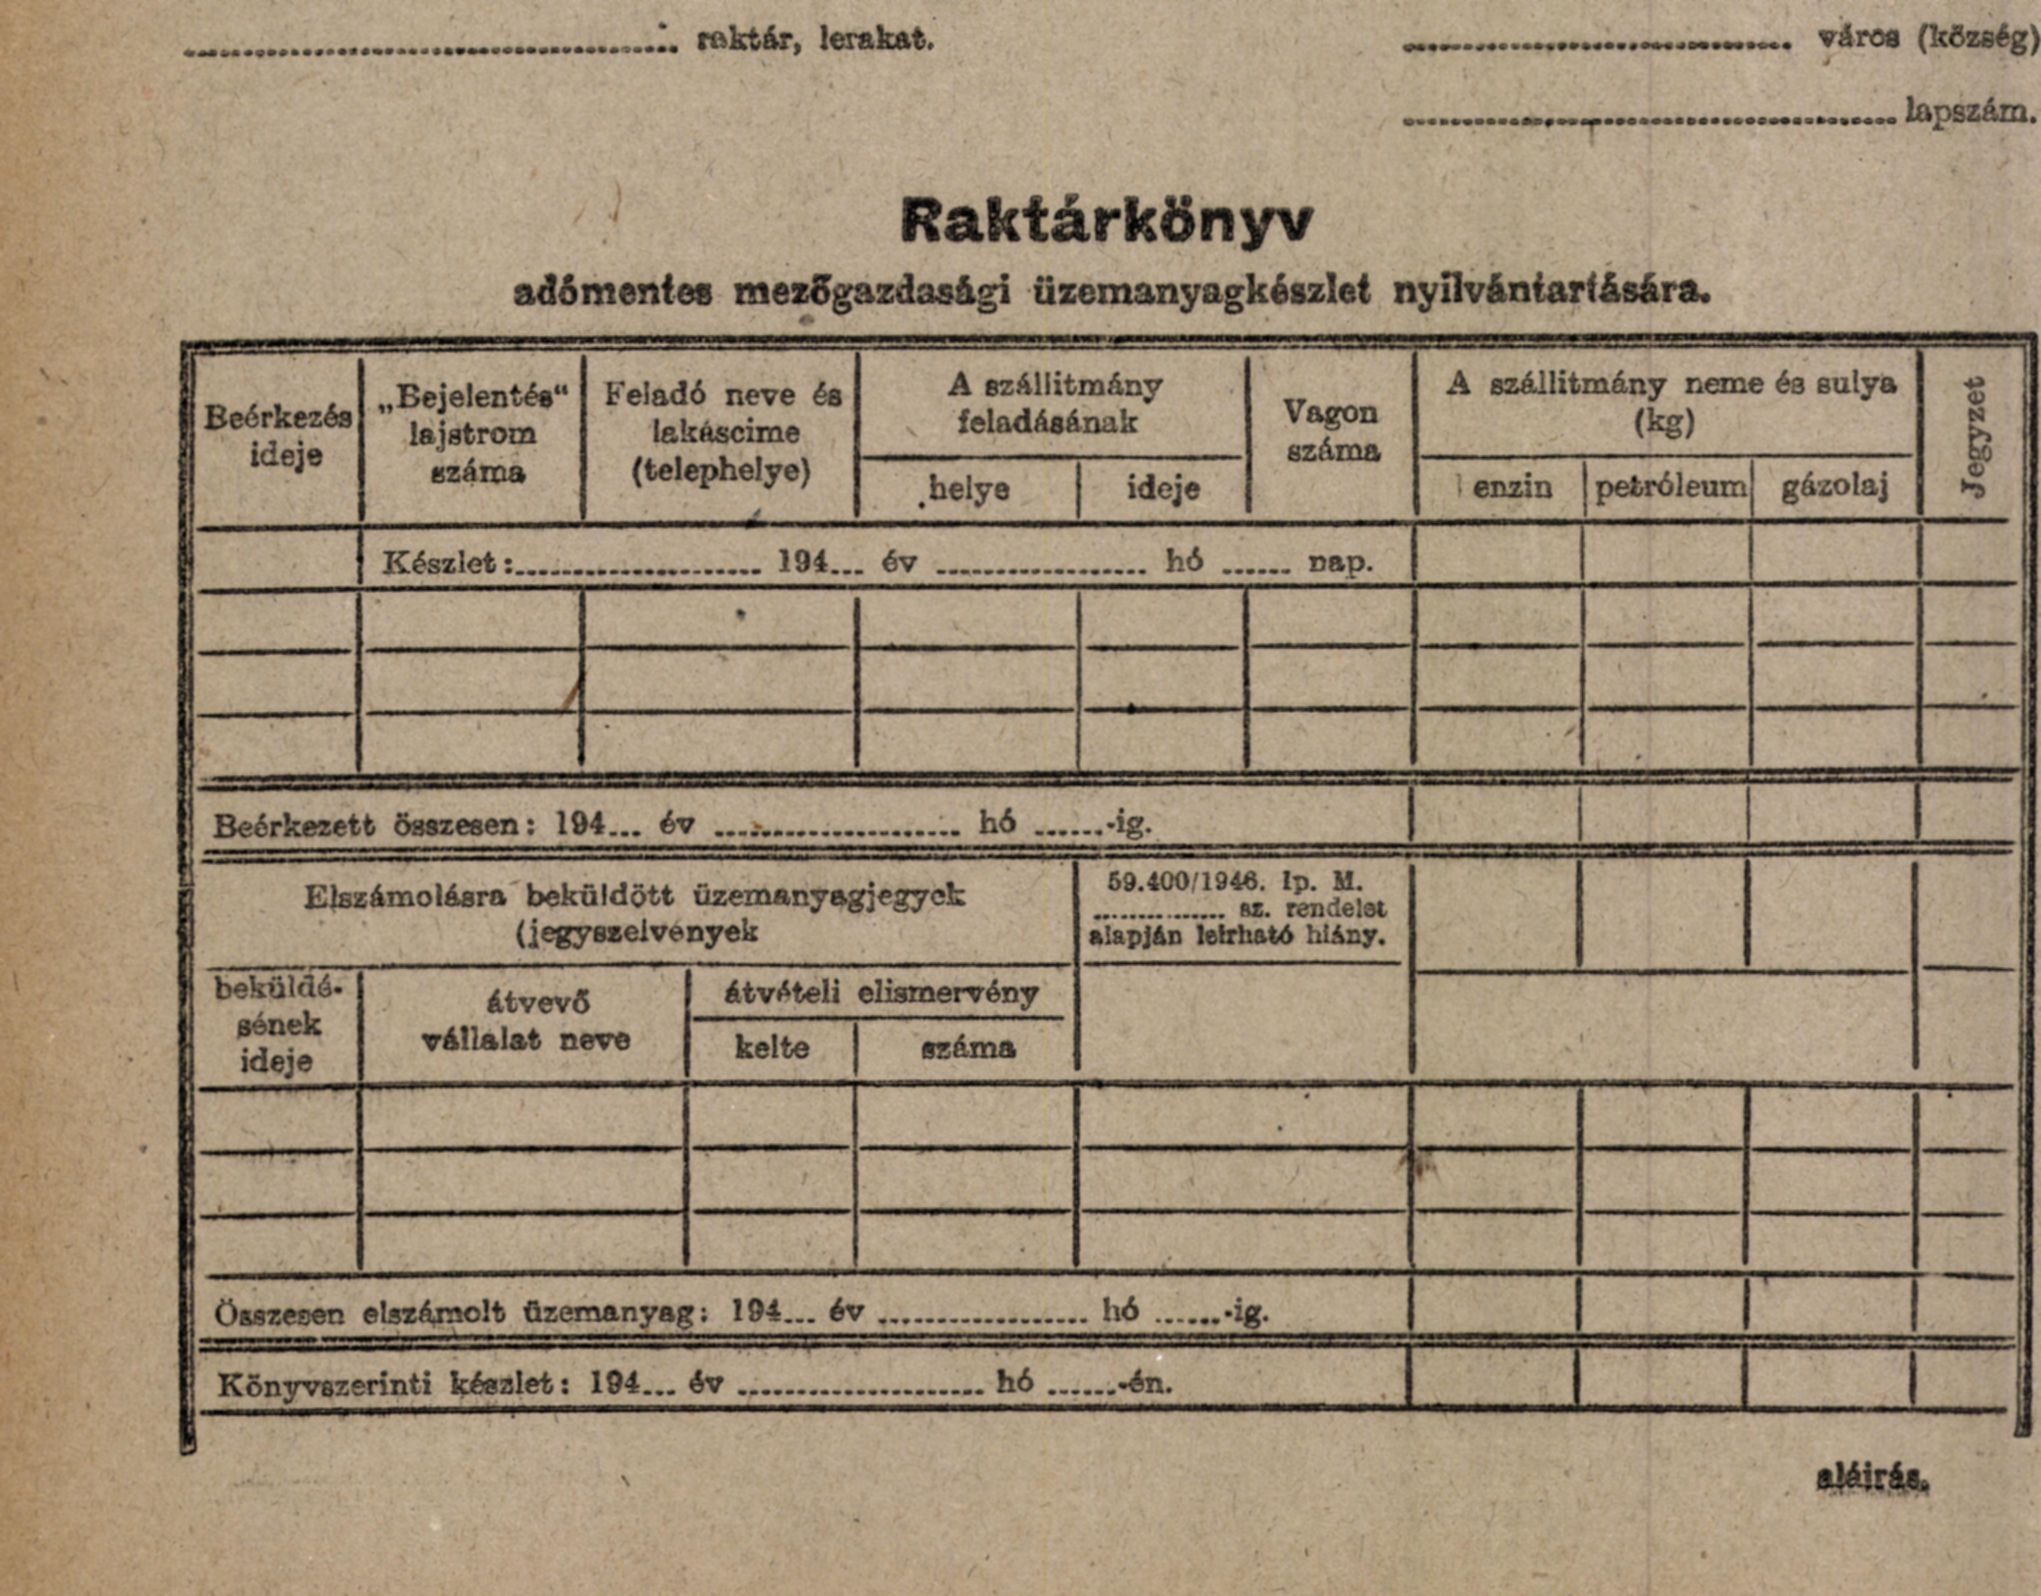 ........................................ raktár, lerakat.
................................ város (község)
........................................ lapszám.
Raktárkönyv
adómentes mezőgazdasági üzemanyagkészlet nyilvántartására.
Beérkezés
ideje
„Bejelentés“
lajstrom
száma
Feladó neve és
lakáscime
(telephelye)
A szállitmány
feladásának
helye
ideje
Vagon
száma
A szállitmány neme és sulya
(kg)
enzin
petróleum
gázolaj
Jegyzet
Készlet:..................... 194... év .................. hó ...... nap.
Beérkezett összesen: 194... év ..................... hó ......-ig.
Elszámolásra beküldött üzemanyagjegyek
(jegyszelvények
59.400/1946. Ip. M.
.............. sz. rendelet
alapján leirható hiány.
beküldé-
sének
ideje
átvevő
vállalat neve
átvételi elismervény
kelte
száma
Összesen elszámolt üzemanyag: 194... év .................. hó ......-ig.
Könyvszerinti készlet: 194... év ..................... hó ......-én.
aláirás.